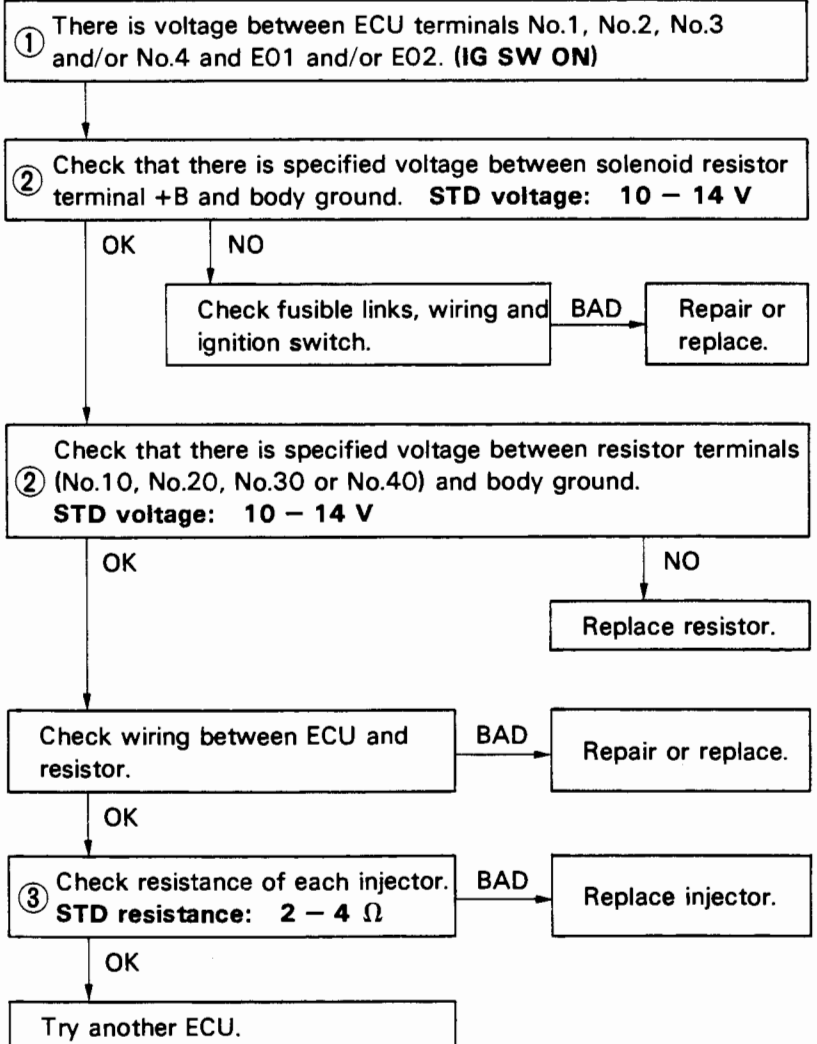 ① There is voltage between ECU terminals No.1, No.2, No.3
and/or No.4 and E01 and/or E02. (IG SW ON)
② Check that there is specified voltage between solenoid resistor
terminal +B and body ground. STD voltage: 10 – 14 V
OK
NO
Check fusible links, wiring and
ignition switch.
BAD
Repair or
replace.
Check that there is specified voltage between resistor terminals
② (No.10, No.20, No.30 or No.40) and body ground.
STD voltage: 10 – 14 V
OK
NO
Replace resistor.
Check wiring between ECU and
resistor.
BAD
Repair or replace.
OK
③ Check resistance of each injector.
STD resistance: 2 – 4 Ω
BAD
Replace injector.
OK
Try another ECU.